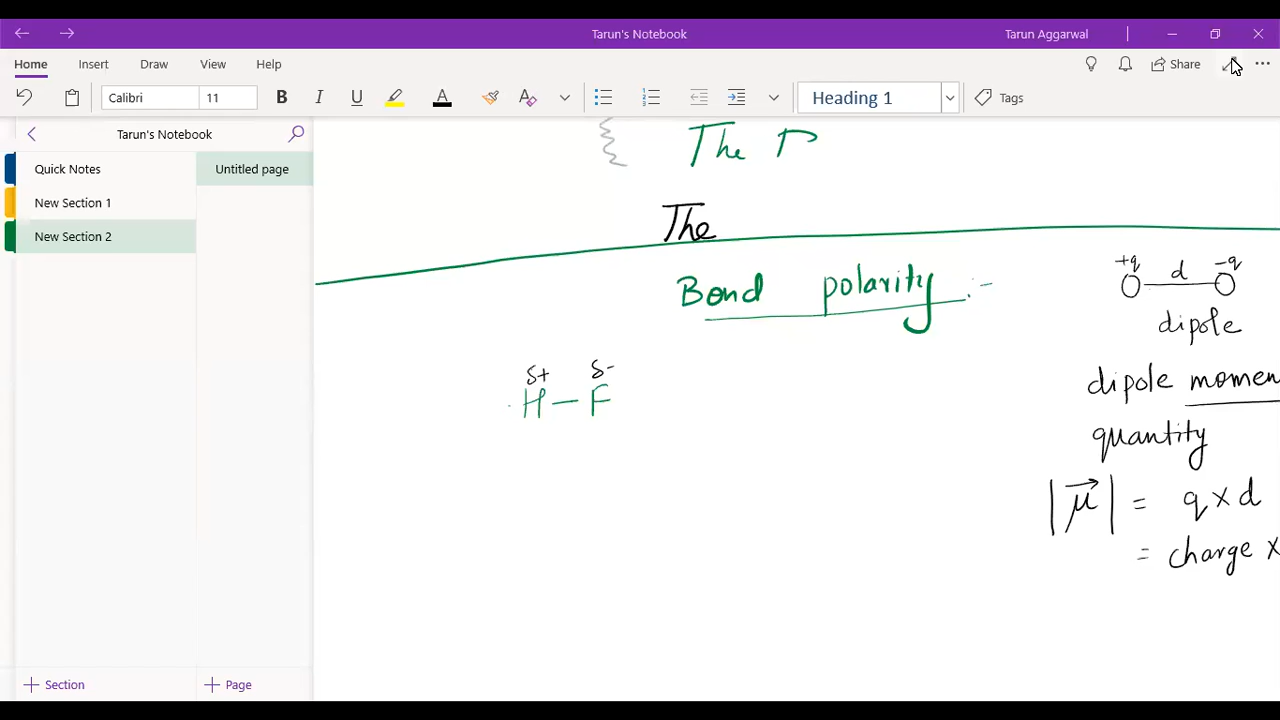 Tarun's Notebook
Tarun Aggarwal
Home Insert Draw View Help
Share
Calibri 11 B I U A A Heading 1 Tags
Tarun's Notebook
Quick Notes
New Section 1
New Section 2
Untitled page
The
The
Bond polarity :-
δ+ δ-
H — F
+q d -q
dipole
dipole momen
quantity
|μ⃗| = q × d
= charge ×
+ Section
+ Page